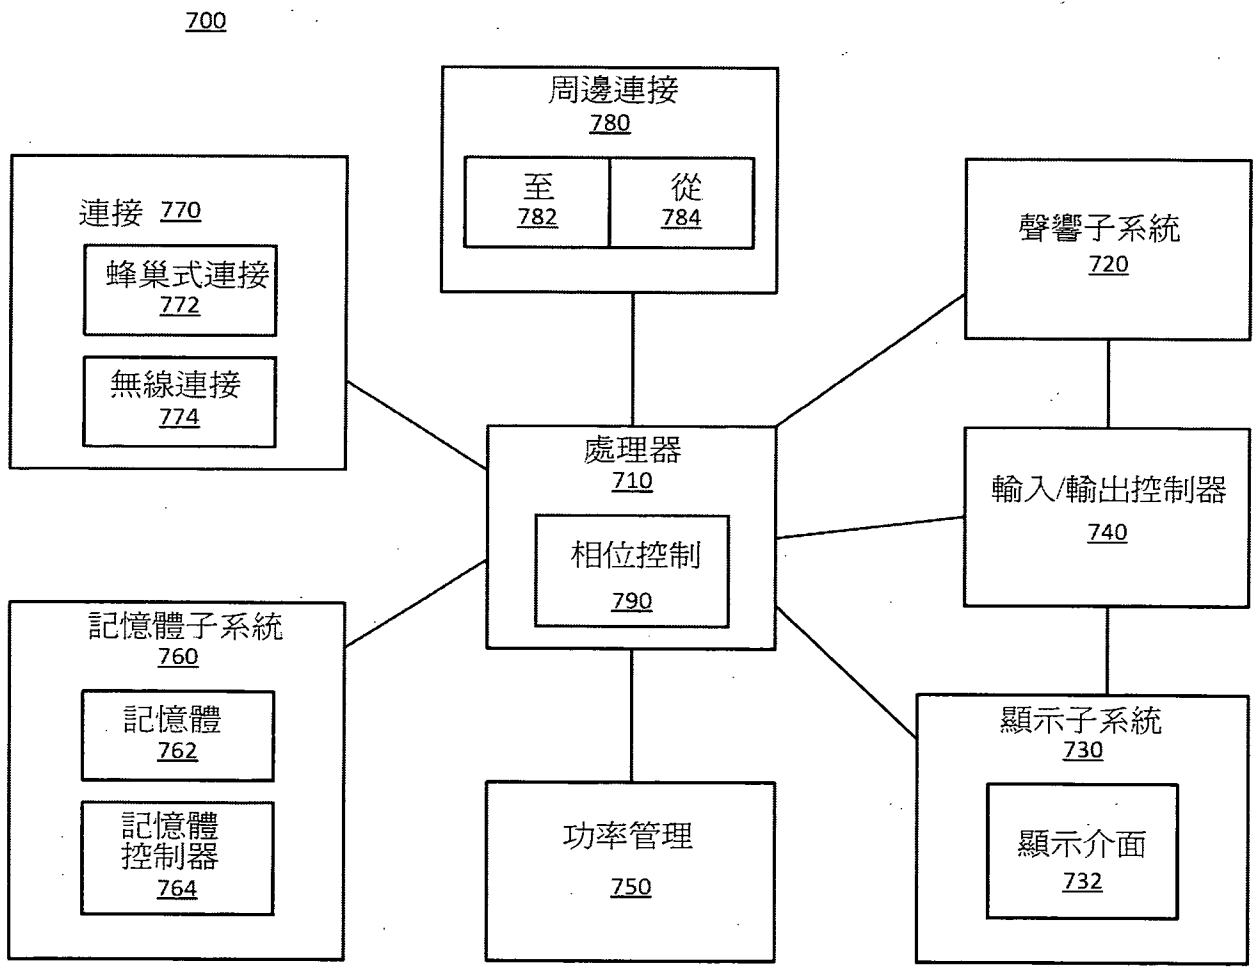 700
周邊連接
780
至
782
從
784
連接 770
蜂巢式連接
772
無線連接
774
聲響子系統
720
處理器
710
相位控制
790
輸入/輸出控制器
740
記憶體子系統
760
記憶體
762
記憶體
控制器
764
功率管理
750
顯示子系統
730
顯示介面
732